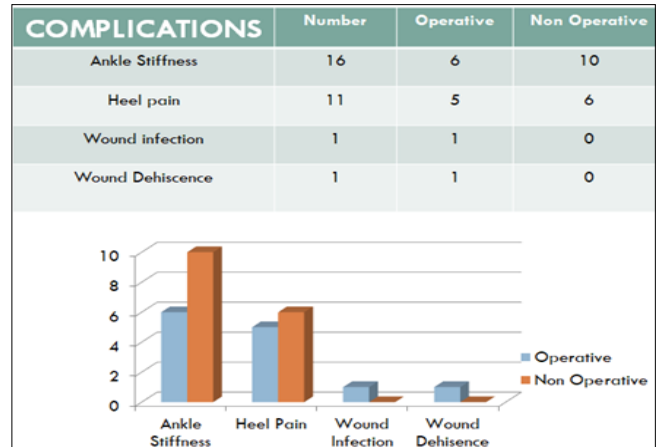 COMPLICATIONS Number Operative Non Operative
Ankle Stiffness 16 6 10
Heel pain 11 5 6
Wound infection 1 1 0
Wound Dehiscence 1 1 0
10
8
6
4
2
0
Operative
Non Operative
Ankle Heel Pain Wound Wound
Stiffness Infection Dehisence